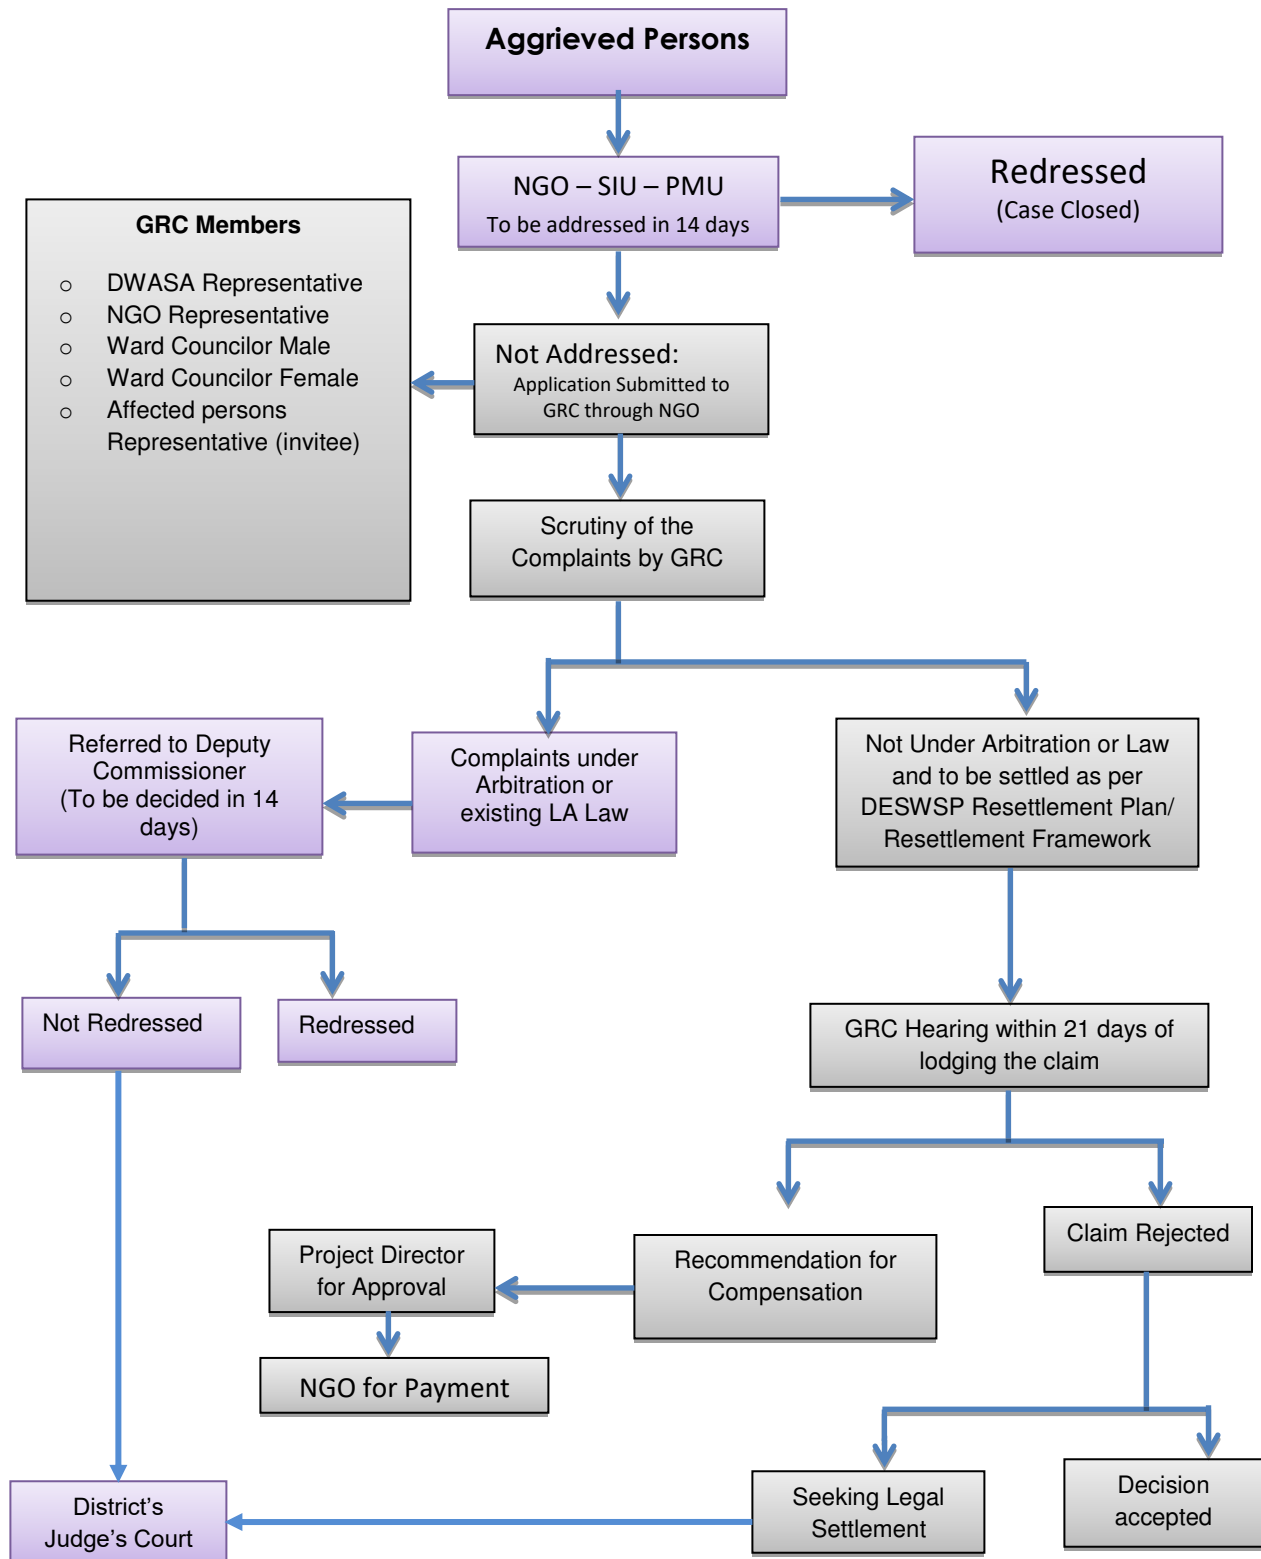 Aggrieved Persons
NGO – SIU – PMU
To be addressed in 14 days
Redressed
(Case Closed)
GRC Members
o DWASA Representative
o NGO Representative
o Ward Councilor Male
o Ward Councilor Female
o Affected persons
Representative (invitee)
Not Addressed:
Application Submitted to
GRC through NGO
Scrutiny of the
Complaints by GRC
Referred to Deputy
Commissioner
(To be decided in 14
days)
Complaints under
Arbitration or
existing LA Law
Not Under Arbitration or Law
and to be settled as per
DESWSP Resettlement Plan/
Resettlement Framework
Not Redressed
Redressed
GRC Hearing within 21 days of
lodging the claim
Project Director
for Approval
Recommendation for
Compensation
Claim Rejected
NGO for Payment
District’s
Judge’s Court
Seeking Legal
Settlement
Decision
accepted